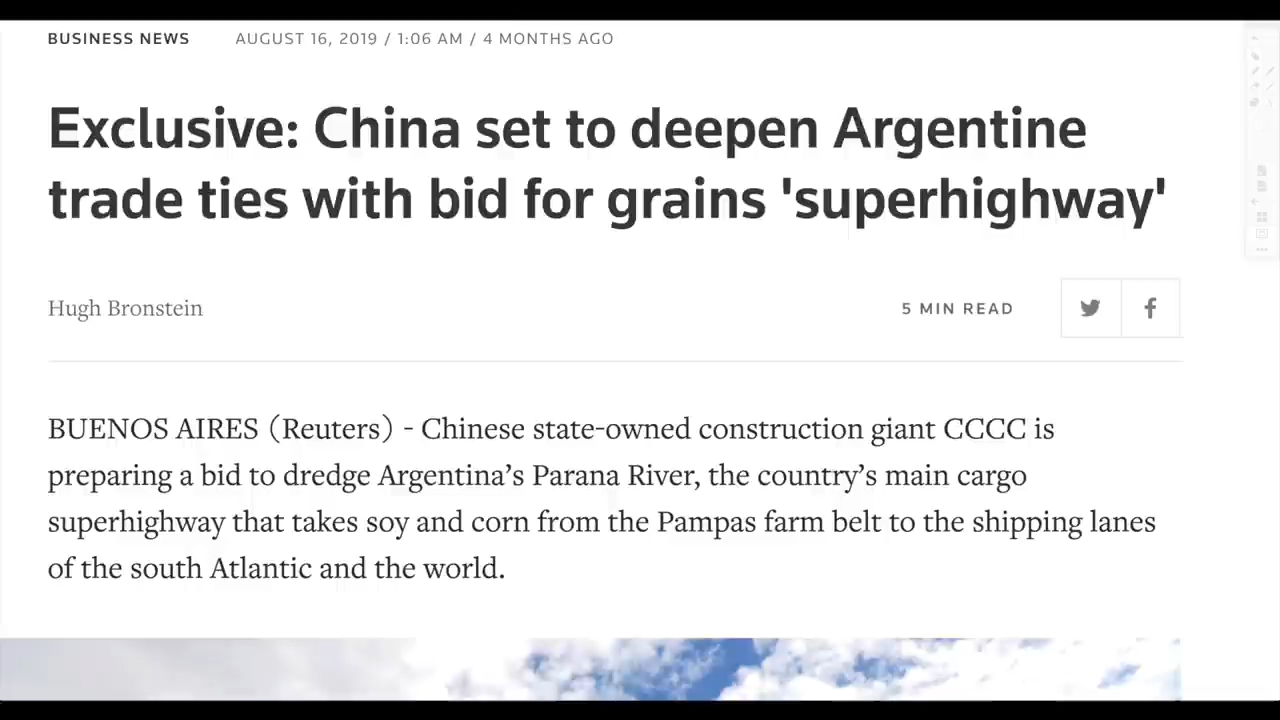 BUSINESS NEWS AUGUST 16, 2019 / 1:06 AM / 4 MONTHS AGO
Exclusive: China set to deepen Argentine
trade ties with bid for grains 'superhighway'
Hugh Bronstein 5 MIN READ
BUENOS AIRES (Reuters) - Chinese state-owned construction giant CCCC is
preparing a bid to dredge Argentina’s Parana River, the country’s main cargo
superhighway that takes soy and corn from the Pampas farm belt to the shipping lanes
of the south Atlantic and the world.